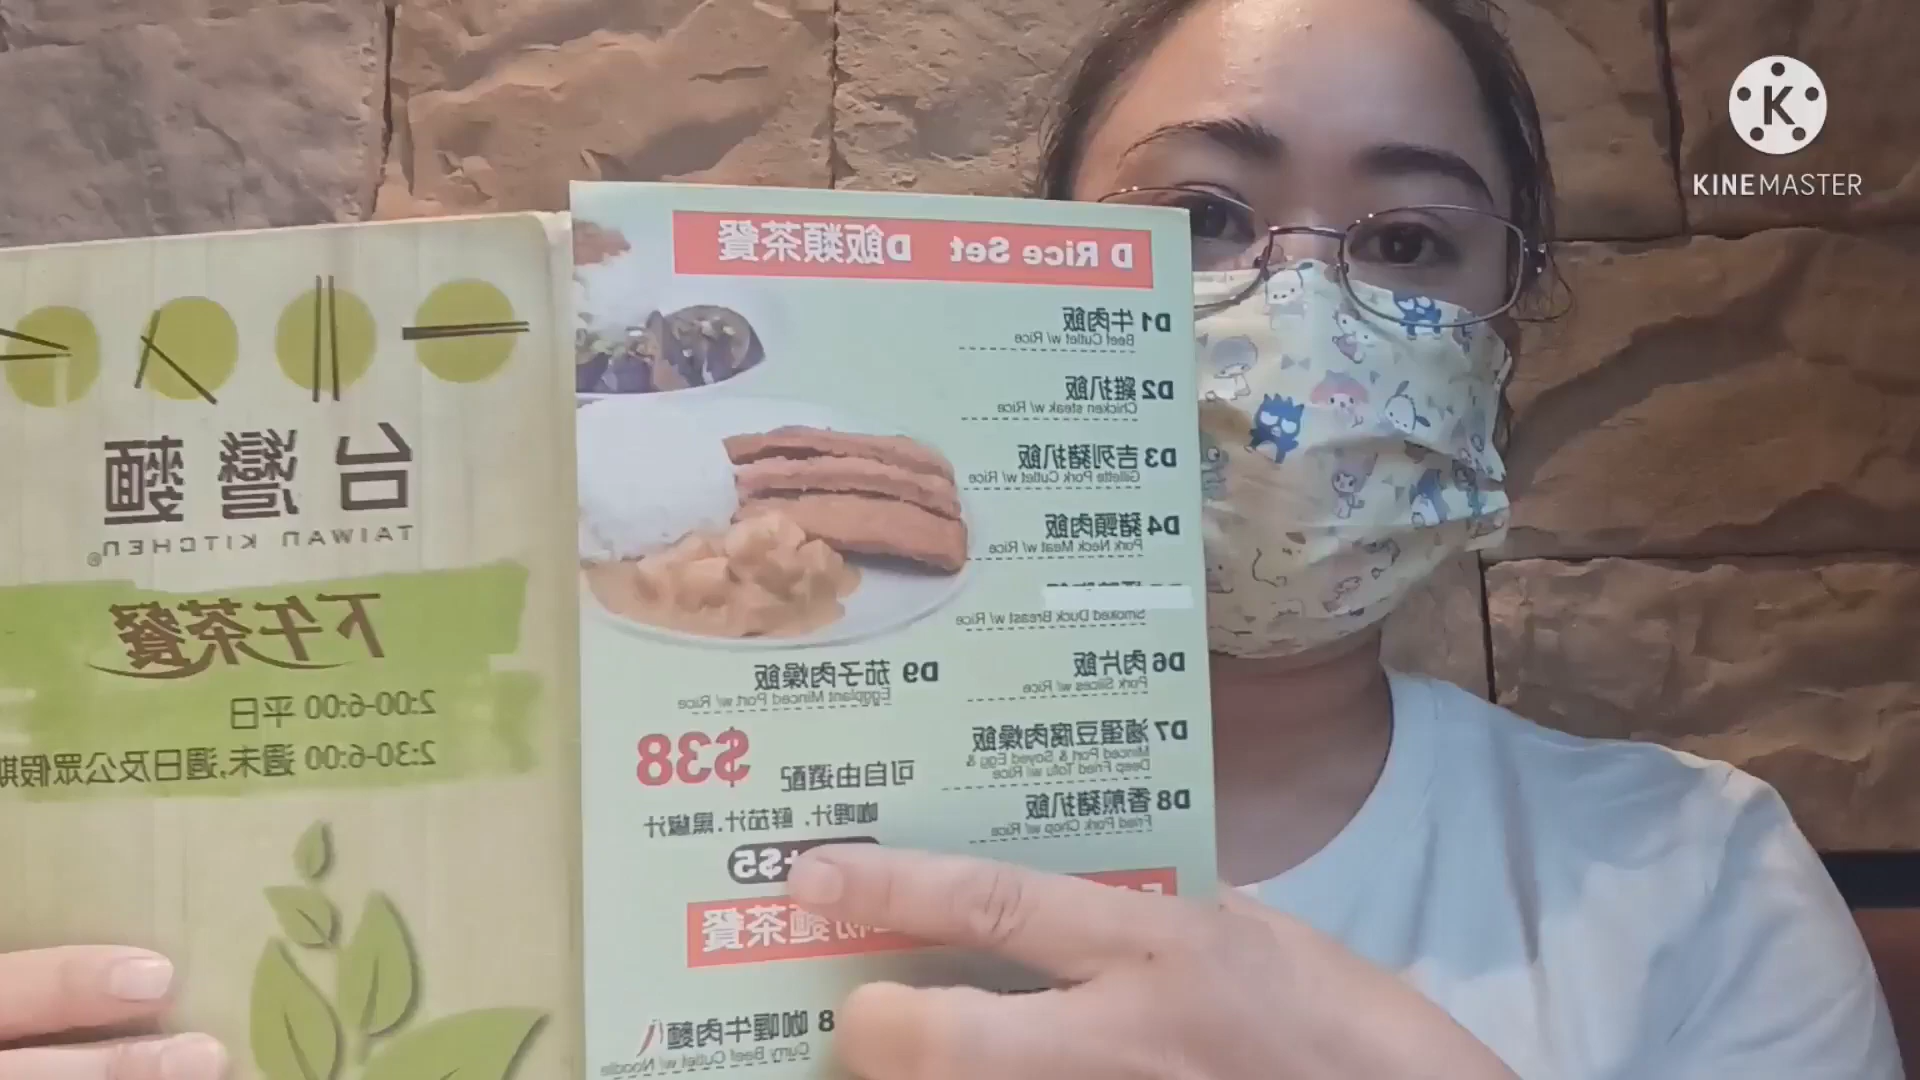 KINEMASTER
台灣麵
TAIWAN KITCHEN®
下午茶餐
2:00-6:00 平日
2:30-6:00 週末,週日及公眾假期
D Rice Set D飯類茶餐
D1 牛肉飯
Beef Cutlet w/ Rice
D2 雞扒飯
Chicken steak w/ Rice
D3 吉列豬扒飯
Gillette Pork Cutlet w/ Rice
D4 豬頸肉飯
Pork Neck Meat w/ Rice
Smoked Duck Breast w/ Rice
D6 肉片飯
Pork Slices w/ Rice
D7 滷蛋豆腐肉燥飯
Minced Port & Soyed Egg &
Deep Fried Tofu w/ Rice
D8 香煎豬扒飯
Fried Pork Chop w/ Rice
D9 茄子肉燥飯
Eggplant Minced Port w/ Rice
可自由選配 $38
咖喱汁, 鮮茄汁,黑椒汁
+$5
麵茶餐
8 咖喱牛肉麵
Curry Beef Cutlet w/ Noodle